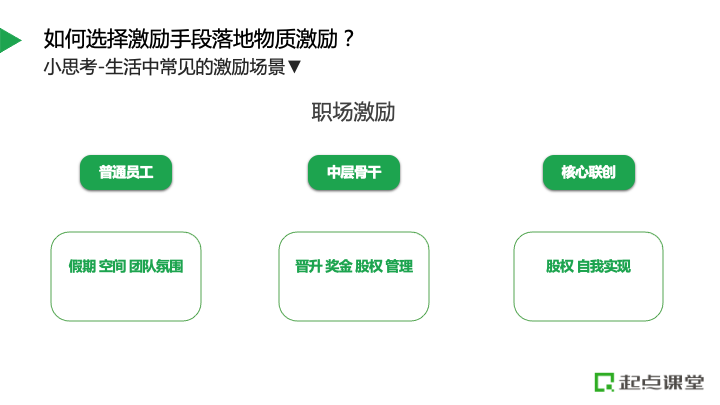 如何选择激励手段落地物质激励？
小思考-生活中常见的激励场景▼
职场激励
普通员工 中层骨干 核心联创
假期 空间 团队氛围 晋升 奖金 股权 管理 股权 自我实现
起点课堂